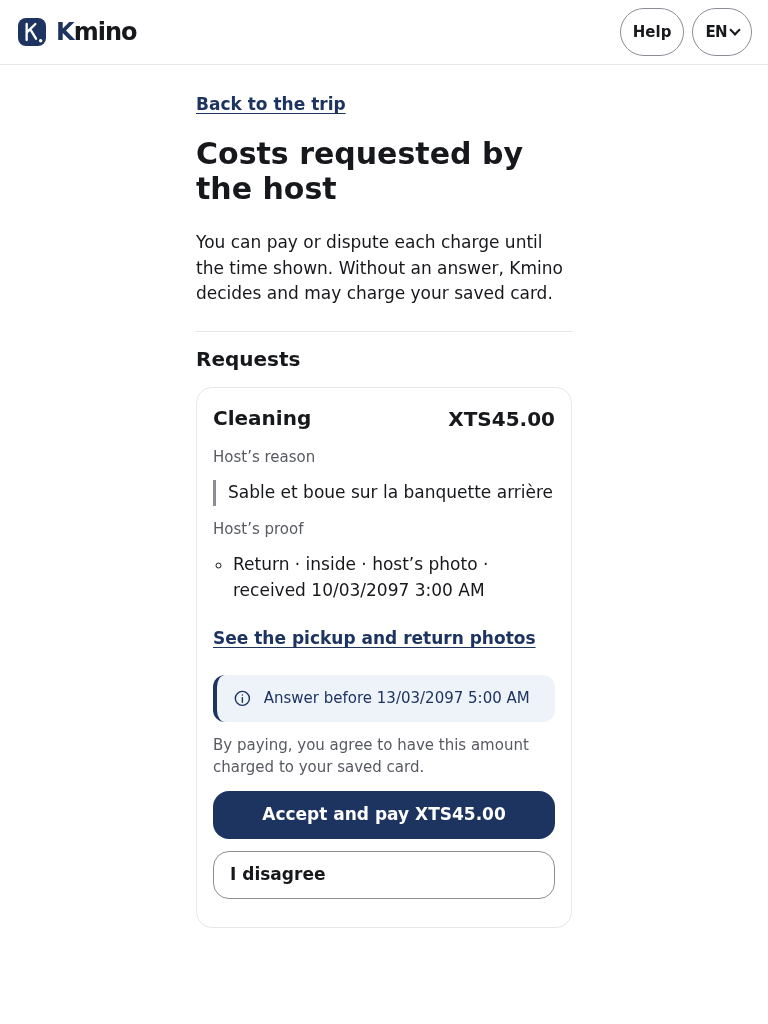 Kmino
Help
EN
Back to the trip
Costs requested by
the host
You can pay or dispute each charge until
the time shown. Without an answer, Kmino
decides and may charge your saved card.
Requests
Cleaning
XTS45.00
Host’s reason
Sable et boue sur la banquette arrière
Host’s proof
Return · inside · host’s photo ·
received 10/03/2097 3:00 AM
See the pickup and return photos
Answer before 13/03/2097 5:00 AM
By paying, you agree to have this amount
charged to your saved card.
Accept and pay XTS45.00
I disagree